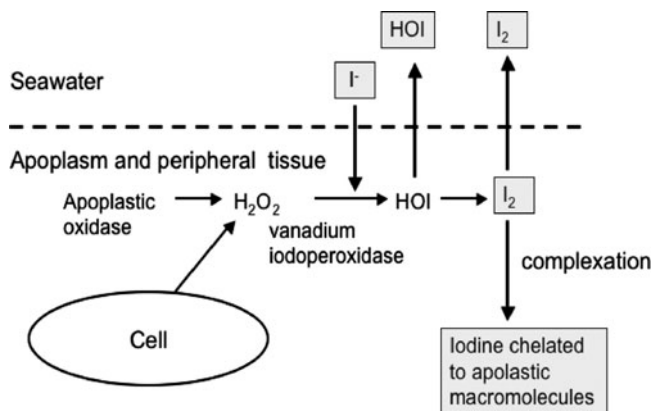 HOI
I₂
Seawater
I⁻
Apoplasm and peripheral tissue
Apoplastic
oxidase
H₂O₂
HOI
I₂
vanadium
iodoperoxidase
complexation
Cell
Iodine chelated
to apolastic
macromolecules